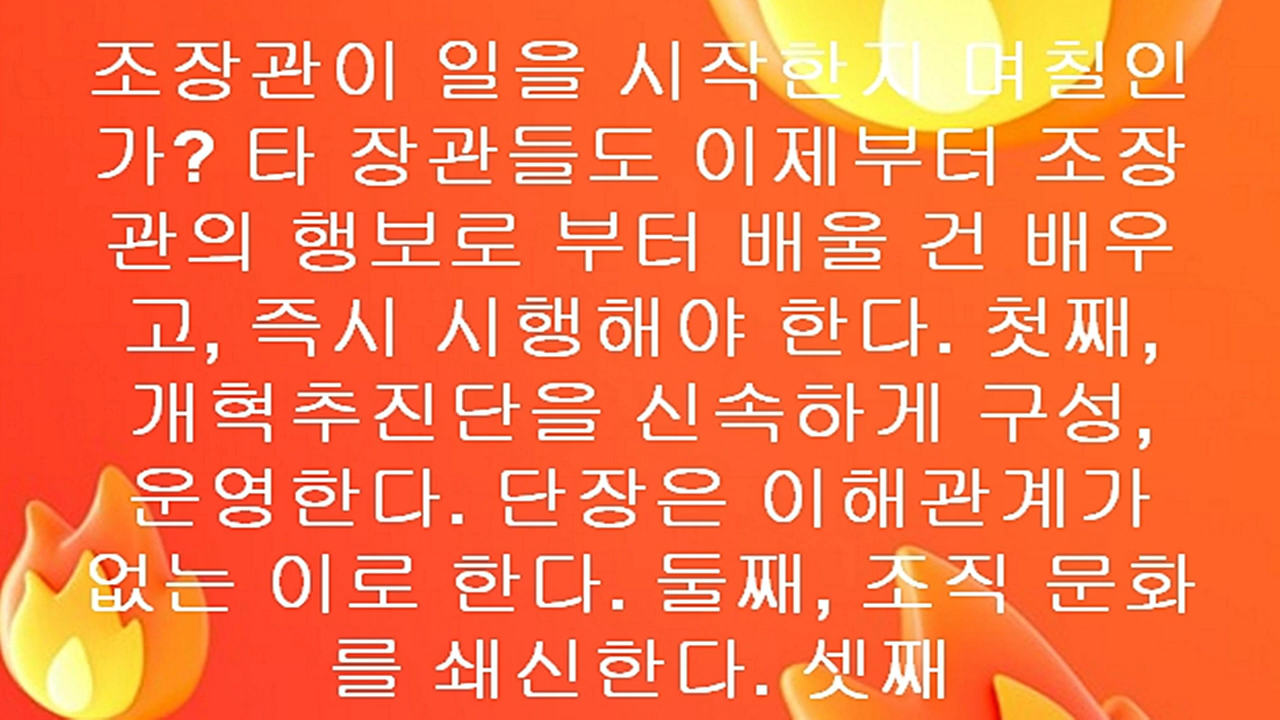 조장관이 일을 시작한지 며칠인
가? 타 장관들도 이제부터 조장
관의 행보로 부터 배울 건 배우
고, 즉시 시행해야 한다. 첫째,
개혁추진단을 신속하게 구성,
운영한다. 단장은 이해관계가
없는 이로 한다. 둘째, 조직 문화
를 쇄신한다. 셋째